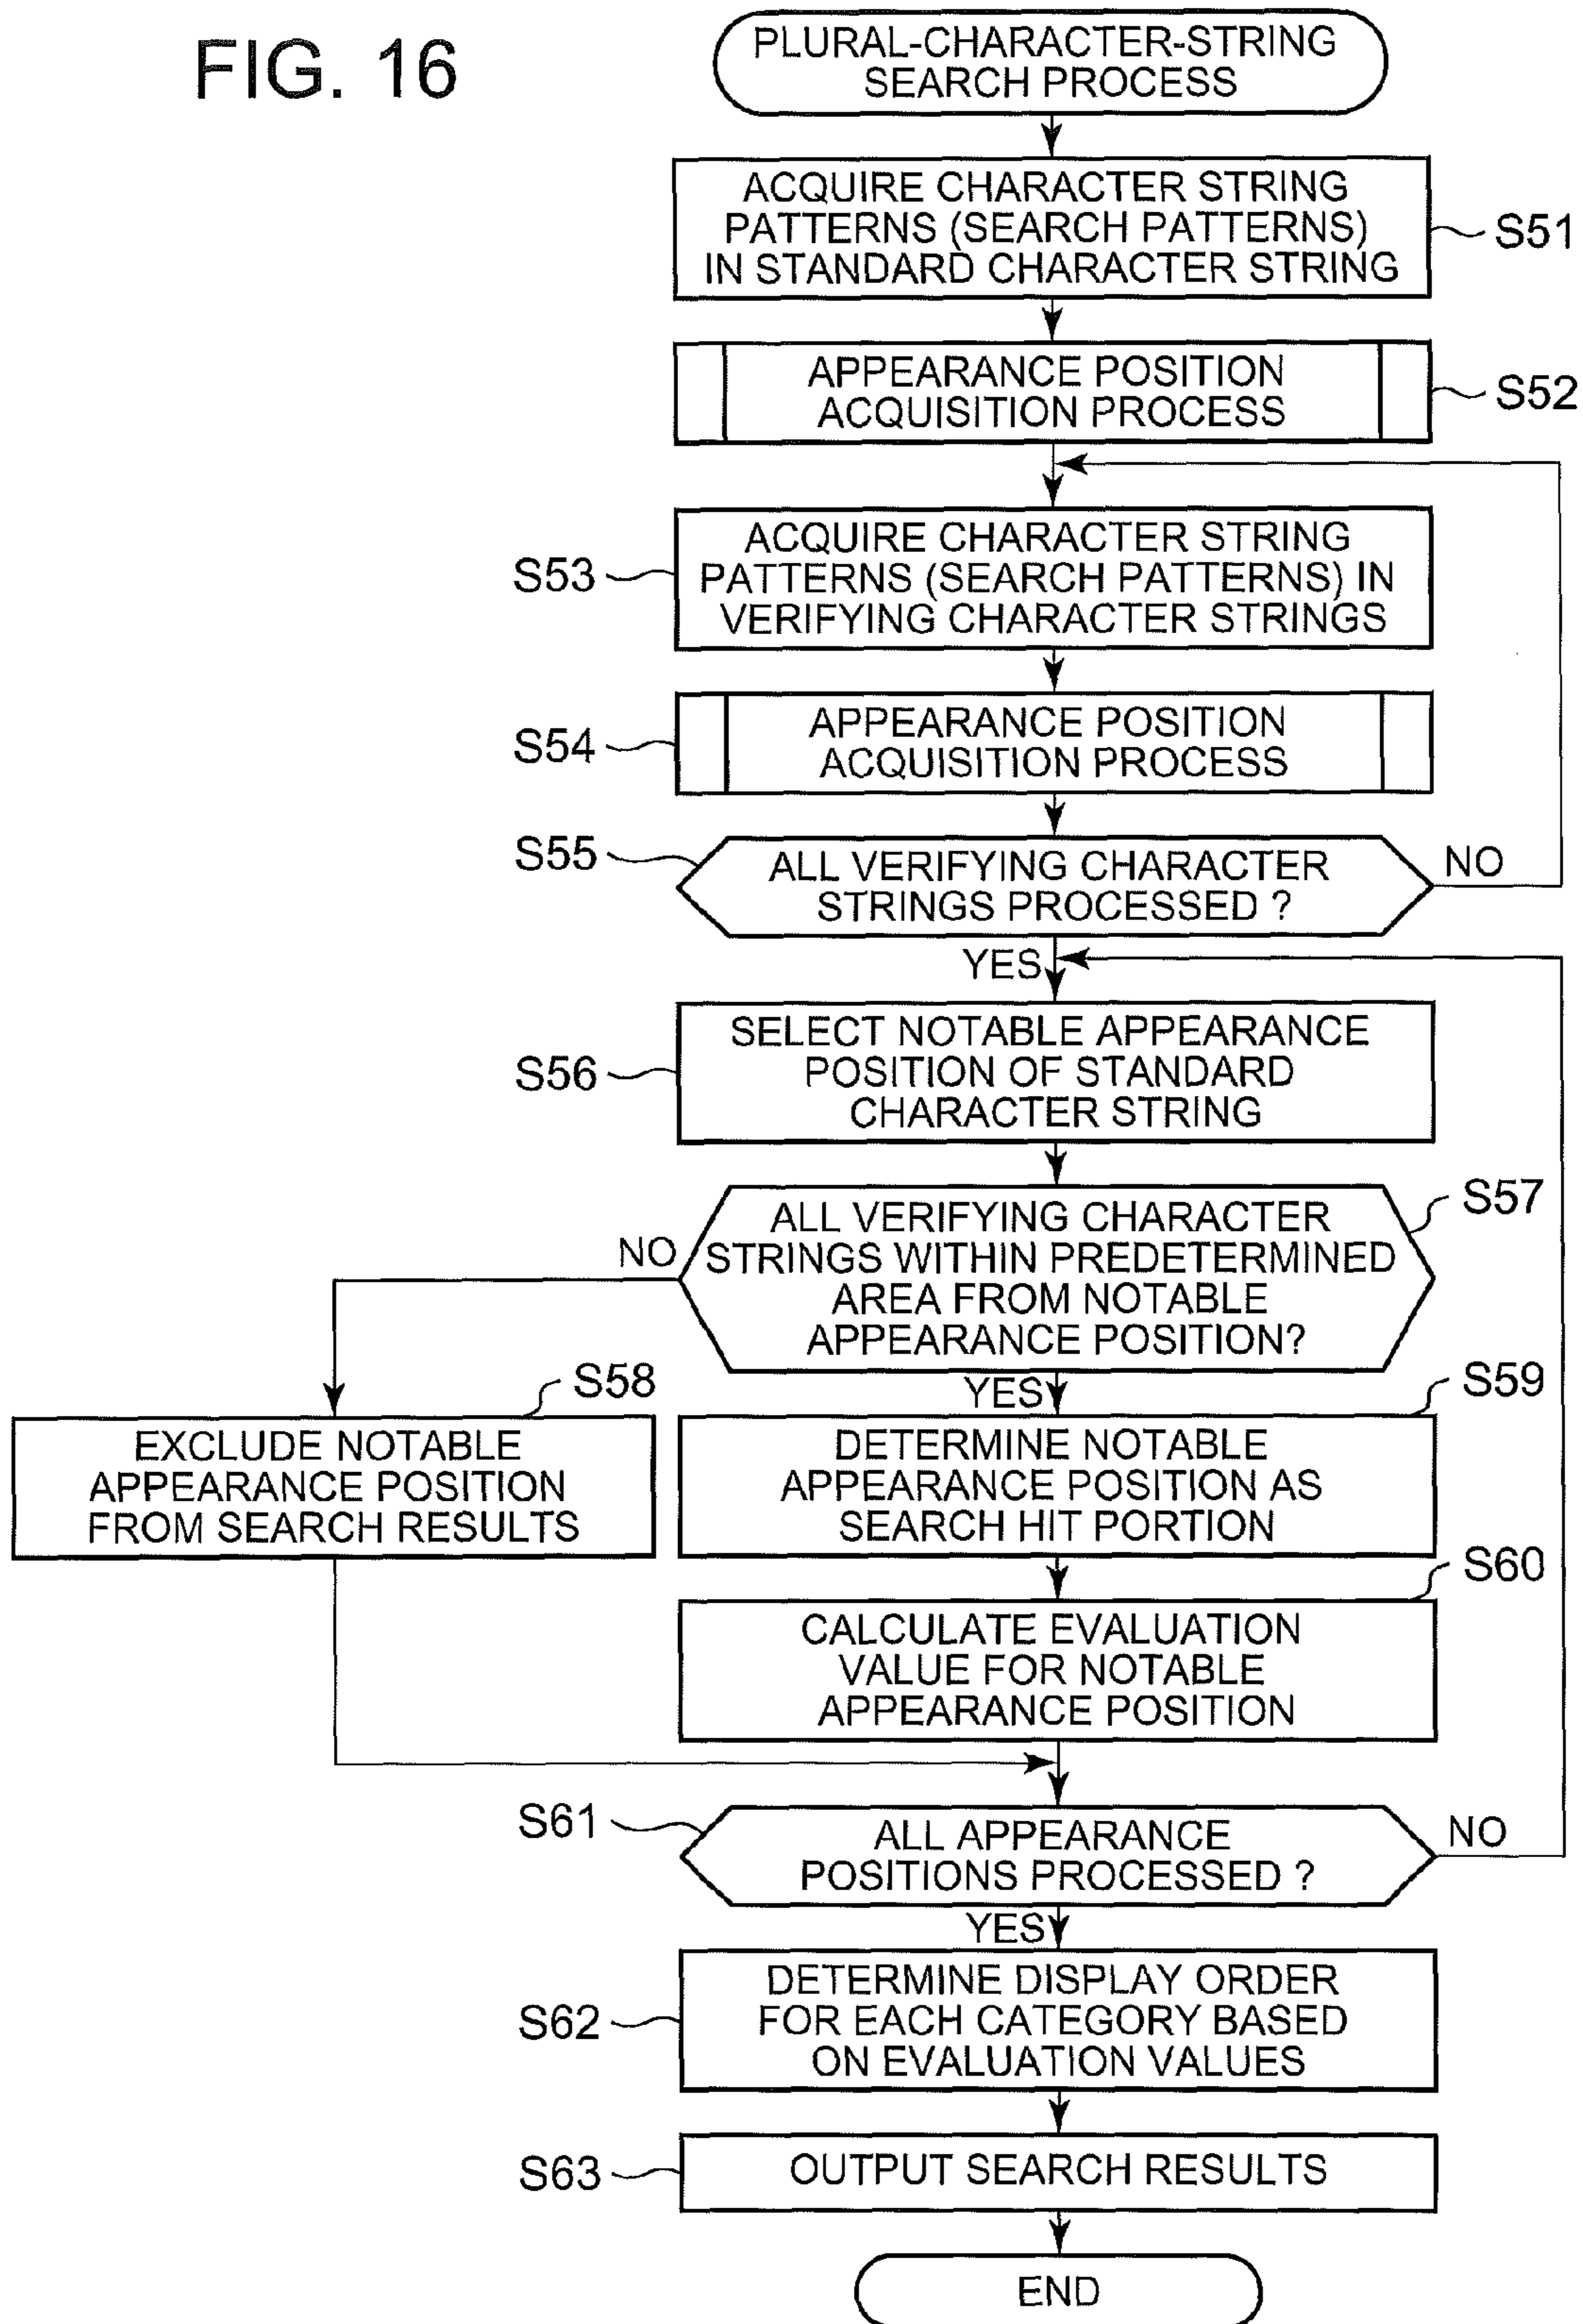 FIG. 16
PLURAL-CHARACTER-STRING
SEARCH PROCESS
ACQUIRE CHARACTER STRING
PATTERNS (SEARCH PATTERNS)
IN STANDARD CHARACTER STRING
S51
APPEARANCE POSITION
ACQUISITION PROCESS
S52
S53
ACQUIRE CHARACTER STRING
PATTERNS (SEARCH PATTERNS) IN
VERIFYING CHARACTER STRINGS
S54
APPEARANCE POSITION
ACQUISITION PROCESS
S55
ALL VERIFYING CHARACTER
STRINGS PROCESSED ?
NO
YES
S56
SELECT NOTABLE APPEARANCE
POSITION OF STANDARD
CHARACTER STRING
S57
ALL VERIFYING CHARACTER
STRINGS WITHIN PREDETERMINED
AREA FROM NOTABLE
APPEARANCE POSITION?
NO
YES
S58
EXCLUDE NOTABLE
APPEARANCE POSITION
FROM SEARCH RESULTS
S59
DETERMINE NOTABLE
APPEARANCE POSITION AS
SEARCH HIT PORTION
S60
CALCULATE EVALUATION
VALUE FOR NOTABLE
APPEARANCE POSITION
S61
ALL APPEARANCE
POSITIONS PROCESSED ?
NO
YES
S62
DETERMINE DISPLAY ORDER
FOR EACH CATEGORY BASED
ON EVALUATION VALUES
S63
OUTPUT SEARCH RESULTS
END